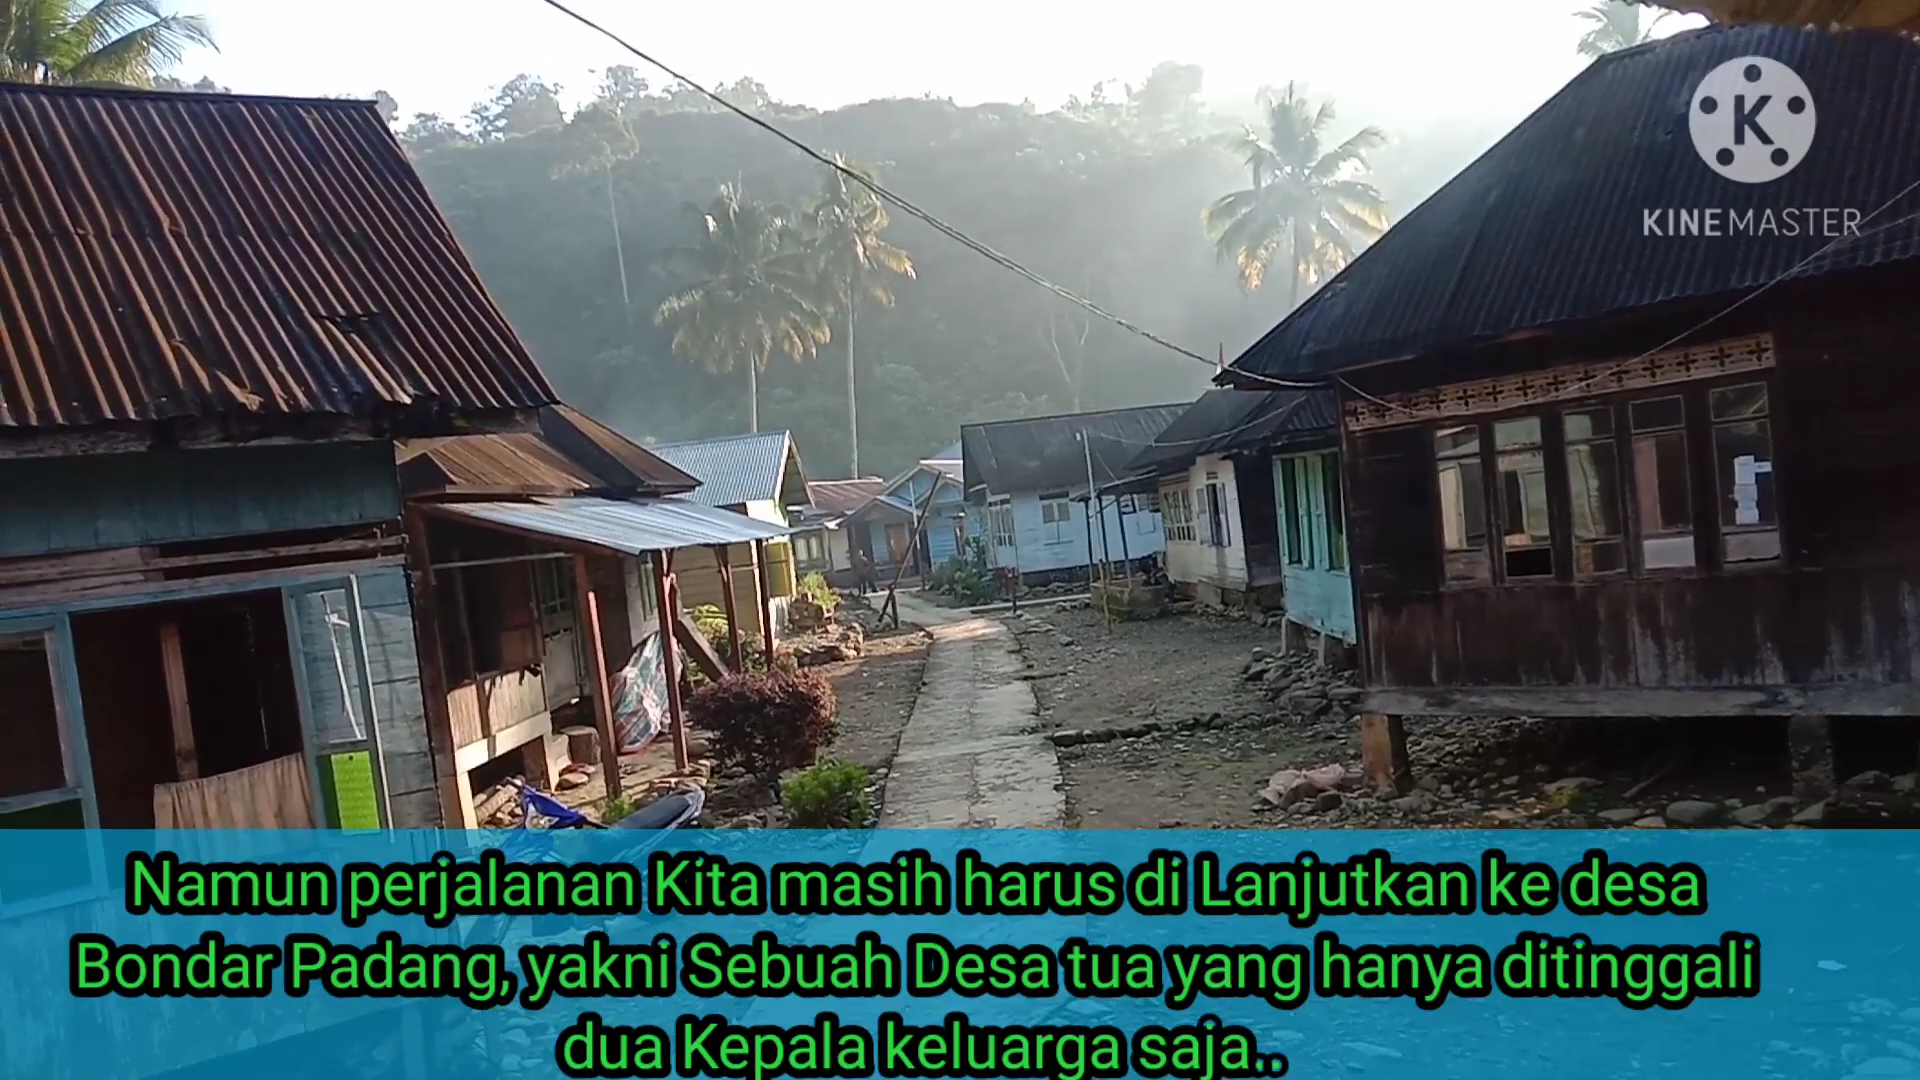 K
KINEMASTER
Namun perjalanan Kita masih harus di Lanjutkan ke desa
Bondar Padang, yakni Sebuah Desa tua yang hanya ditinggali
dua Kepala keluarga saja..